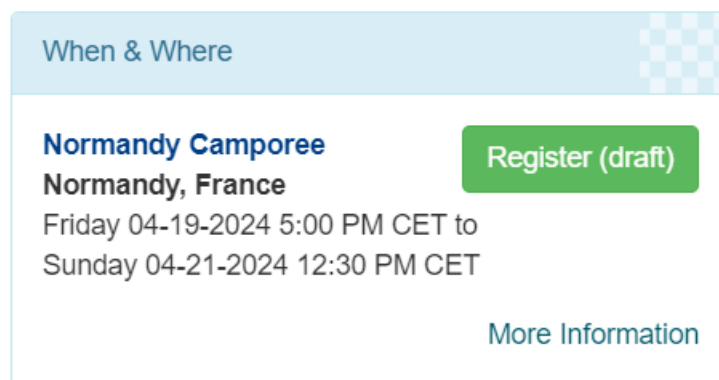 When & Where
Normandy Camporee
Register (draft)
Normandy, France
Friday 04-19-2024 5:00 PM CET to
Sunday 04-21-2024 12:30 PM CET
More Information